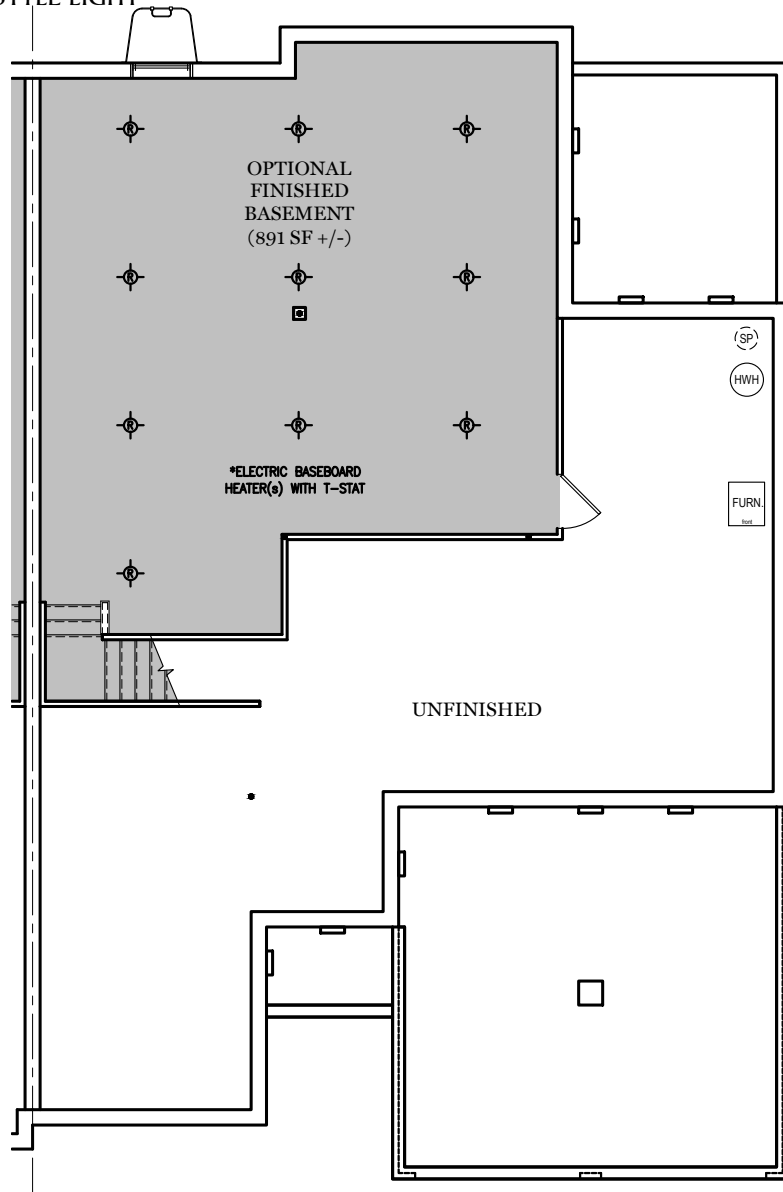 OPTIONAL
FINISHED
BASEMENT
(891 SF +/-)
R
R
R
R
R
R
R
R
R
R
*ELECTRIC BASEBOARD
HEATER(s) WITH T-STAT
SP
HWH
FURN.
front
UNFINISHED